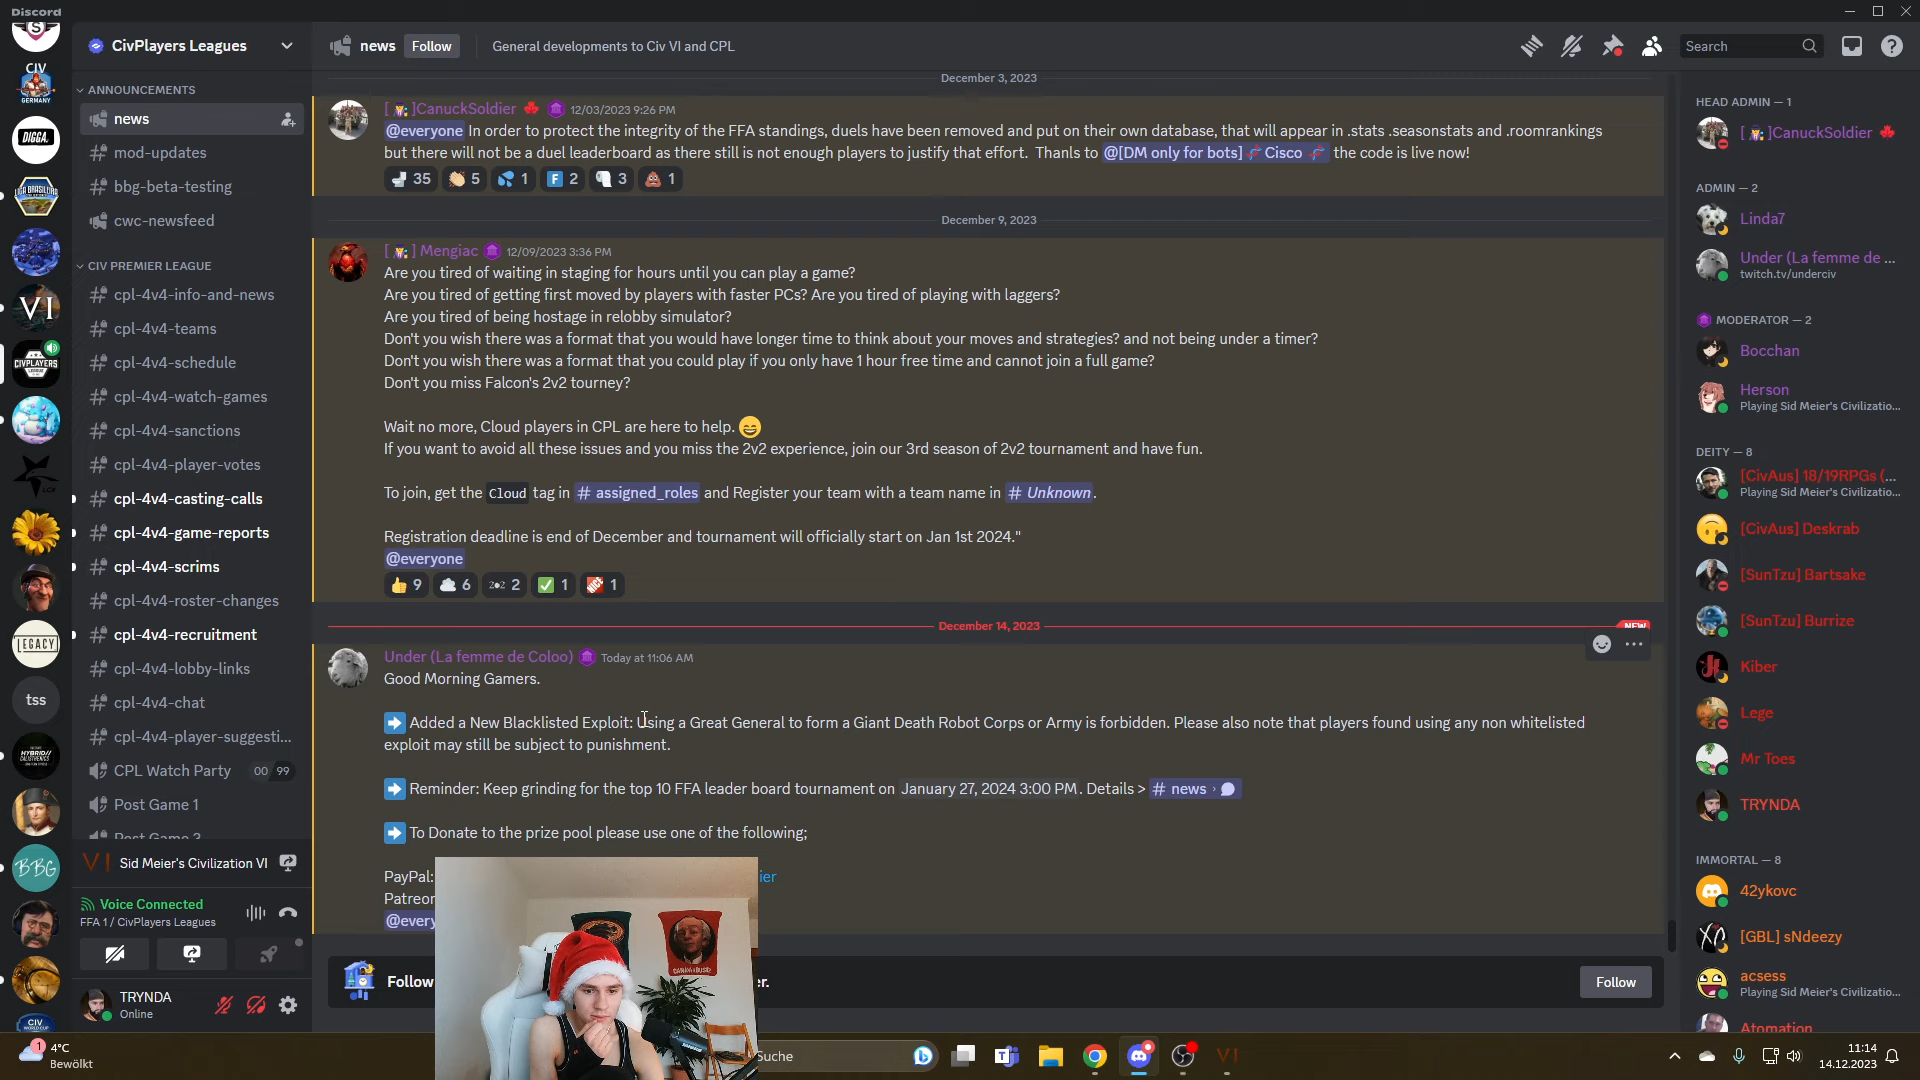 Discord
CivPlayers Leagues
ANNOUNCEMENTS
news
mod-updates
bbg-beta-testing
cwc-newsfeed
CIV PREMIER LEAGUE
cpl-4v4-info-and-news
cpl-4v4-teams
cpl-4v4-schedule
cpl-4v4-watch-games
cpl-4v4-sanctions
cpl-4v4-player-votes
cpl-4v4-casting-calls
cpl-4v4-game-reports
cpl-4v4-scrims
cpl-4v4-roster-changes
cpl-4v4-recruitment
cpl-4v4-lobby-links
cpl-4v4-chat
cpl-4v4-player-suggesti...
CPL Watch Party 00 99
Post Game 1
Post Game 2
Sid Meier's Civilization VI
Voice Connected
FFA 1 / CivPlayers Leagues
TRYNDA
Online
CIV
GERMANY
DIGGA.
VI
CIVPLAYERS
LEGACY
tss
HYBRID//
CALISTHENICS
BBG
CIV
WORLD CUP
news Follow General developments to Civ VI and CPL
Search
December 3, 2023
[ ]CanuckSoldier 12/03/2023 9:26 PM
@everyone In order to protect the integrity of the FFA standings, duels have been removed and put on their own database, that will appear in .stats .seasonstats and .roomrankings
but there will not be a duel leaderboard as there still is not enough players to justify that effort. Thanls to @[DM only for bots] Cisco the code is live now!
35 5 1 F 2 3 1
December 9, 2023
[ ] Mengiac 12/09/2023 3:36 PM
Are you tired of waiting in staging for hours until you can play a game?
Are you tired of getting first moved by players with faster PCs? Are you tired of playing with laggers?
Are you tired of being hostage in relobby simulator?
Don't you wish there was a format that you would have longer time to think about your moves and strategies? and not being under a timer?
Don't you wish there was a format that you could play if you only have 1 hour free time and cannot join a full game?
Don't you miss Falcon's 2v2 tourney?
Wait no more, Cloud players in CPL are here to help.
If you want to avoid all these issues and you miss the 2v2 experience, join our 3rd season of 2v2 tournament and have fun.
To join, get the Cloud tag in # assigned_roles and Register your team with a team name in # Unknown.
Registration deadline is end of December and tournament will officially start on Jan 1st 2024."
@everyone
9 6 2v2 2 1 1
December 14, 2023
NEW
Under (La femme de Coloo) Today at 11:06 AM
Good Morning Gamers.
Added a New Blacklisted Exploit: Using a Great General to form a Giant Death Robot Corps or Army is forbidden. Please also note that players found using any non whitelisted
exploit may still be subject to punishment.
Reminder: Keep grinding for the top 10 FFA leader board tournament on January 27, 2024 3:00 PM. Details > # news ›
To Donate to the prize pool please use one of the following;
PayPal: ier
Patreon
@every
Follow er. Follow
HEAD ADMIN — 1
[ ]CanuckSoldier
ADMIN — 2
Linda7
Under (La femme de ...
twitch.tv/underciv
MODERATOR — 2
Bocchan
Herson
Playing Sid Meier's Civilizatio...
DEITY — 8
[CivAus] 18/19RPGs (...
Playing Sid Meier's Civilizatio...
[CivAus] Deskrab
[SunTzu] Bartsake
[SunTzu] Burrize
Kiber
Lege
Mr Toes
TRYNDA
IMMORTAL — 8
42ykovc
[GBL] sNdeezy
acsess
Playing Sid Meier's Civilizatio...
Atomation
1
4°C
Bewölkt
Suche
VI
11:14
14.12.2023